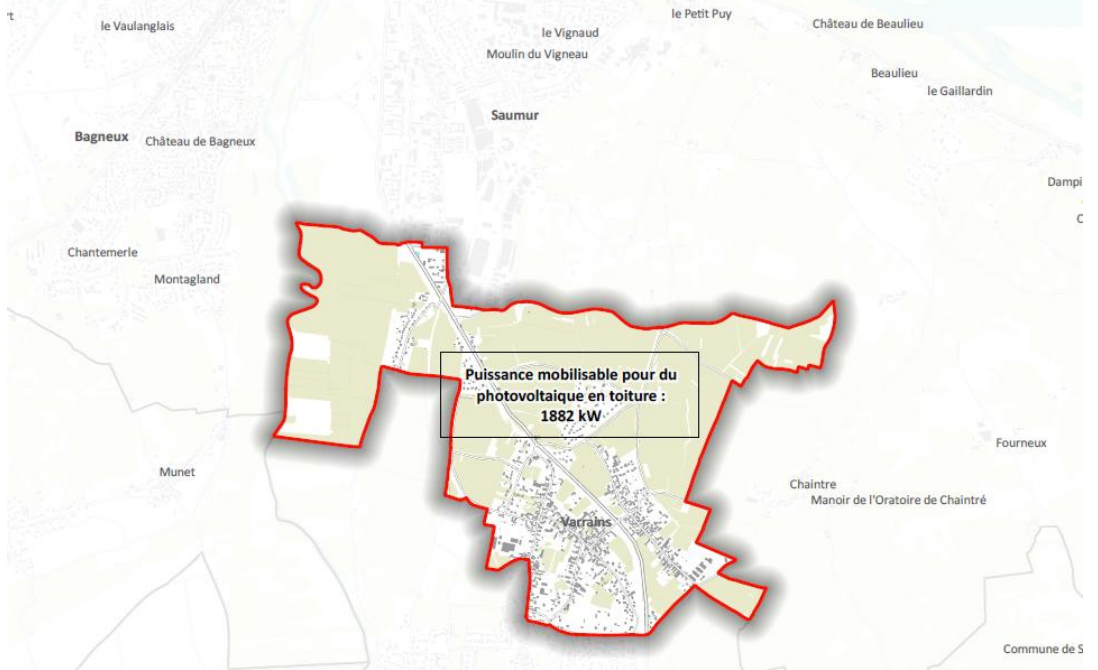 le Petit Puy
le Vaulanglais
Château de Beaulieu
le Vignaud
Moulin du Vigneau
Beaulieu
le Gaillardin
Saumur
Bagneux
Château de Bagneux
Dampi
Chantemerle
Montagland
Puissance mobilisable pour du
photovoltaique en toiture :
1882 kW
Fourneux
Munet
Chaintre
Manoir de l'Oratoire de Chaintré
Varrains
Commune de S